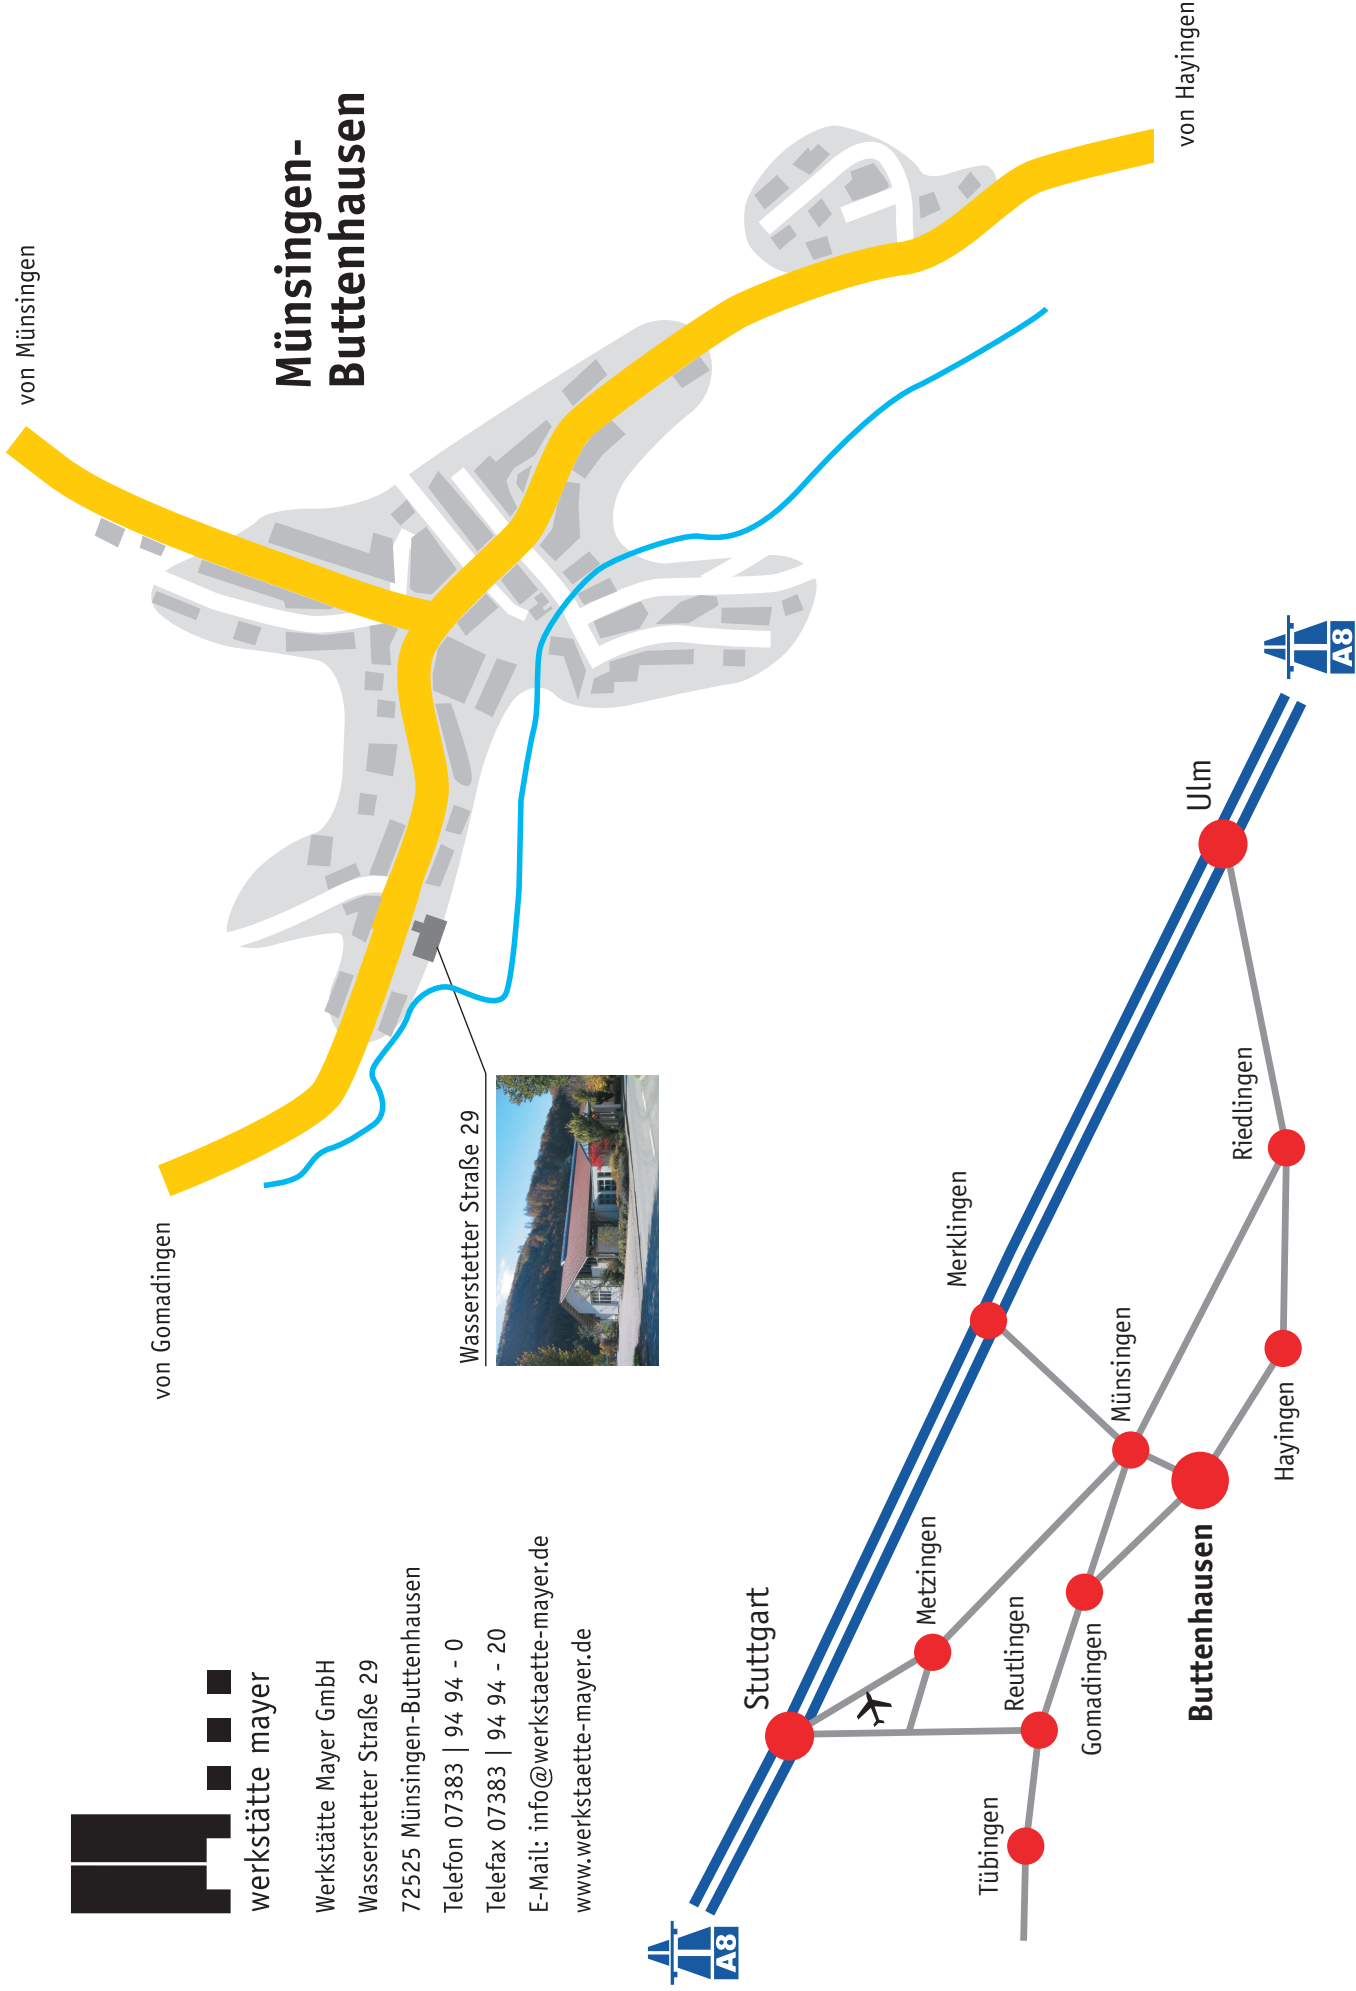 werkstätte mayer
Werkstätte Mayer GmbH
Wasserstetter Straße 29
72525 Münsingen-Buttenhausen
Telefon 07383 | 94 94 - 0
Telefax 07383 | 94 94 - 20
E-Mail: info@werkstaette-mayer.de
www.werkstaette-mayer.de
von Münsingen
Münsingen-
Buttenhausen
von Gomadingen
Wasserstetter Straße 29
von Hayingen
A8
Stuttgart
Metzingen
Merklingen
Tübingen
Reutlingen
Gomadingen
Münsingen
Buttenhausen
Ulm
Riedlingen
Hayingen
A8